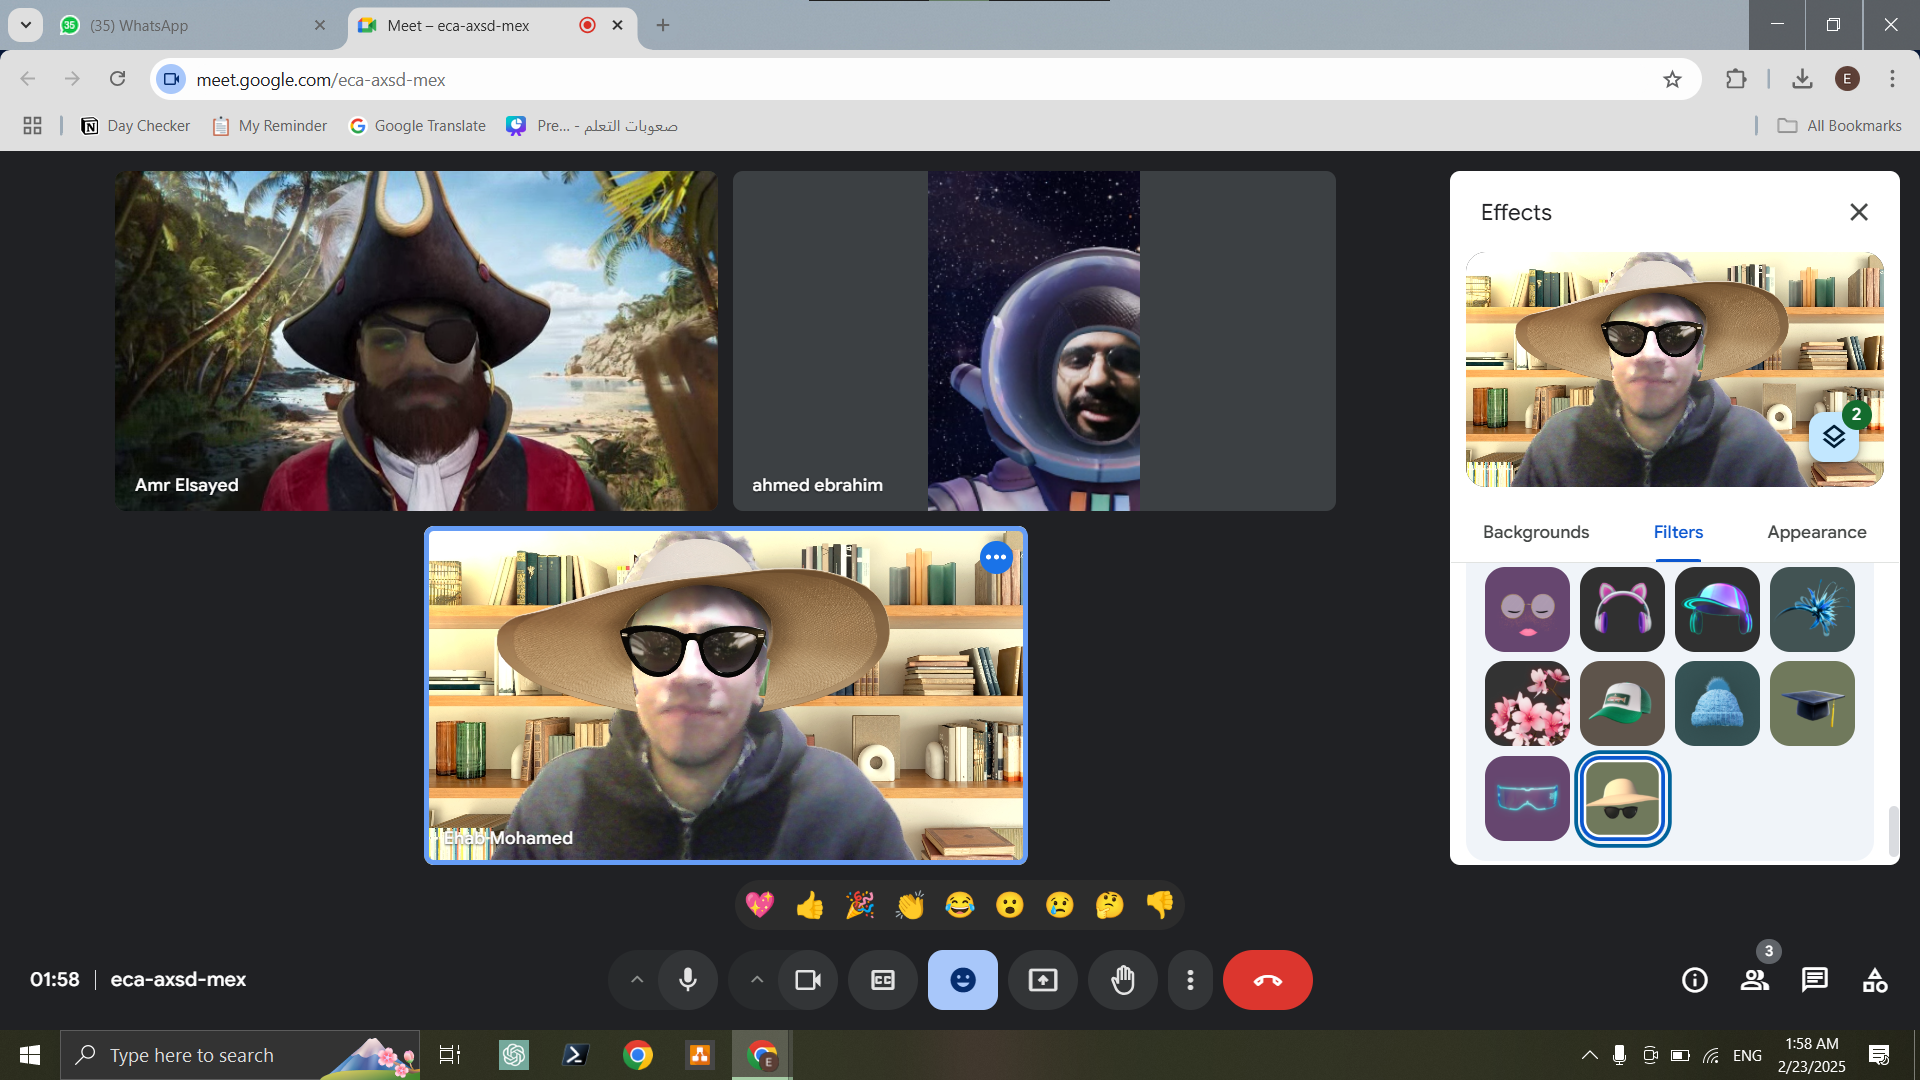 (35) WhatsApp
Meet – eca-axsd-mex
meet.google.com/eca-axsd-mex
E
Day Checker
My Reminder
Google Translate
Pre... - صعوبات التعلم
All Bookmarks
Amr Elsayed
ahmed ebrahim
Ehab Mohamed
Effects
2
Backgrounds
Filters
Appearance
01:58
eca-axsd-mex
CC
3
Type here to search
ENG
1:58 AM
2/23/2025